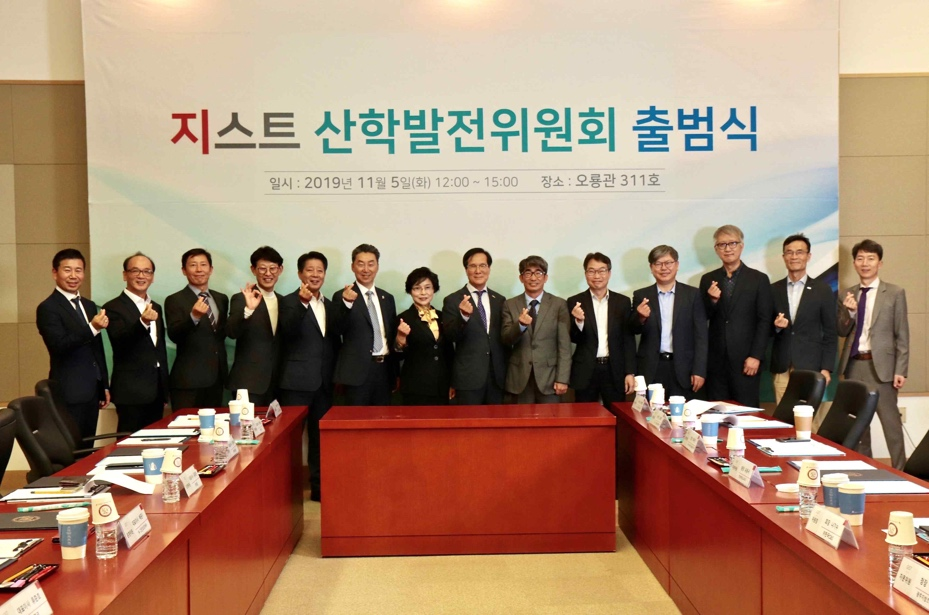 지스트 산학발전위원회 출범식
일시 : 2019년 11월 5일(화) 12:00 ~ 15:00 장소 : 오룡관 311호